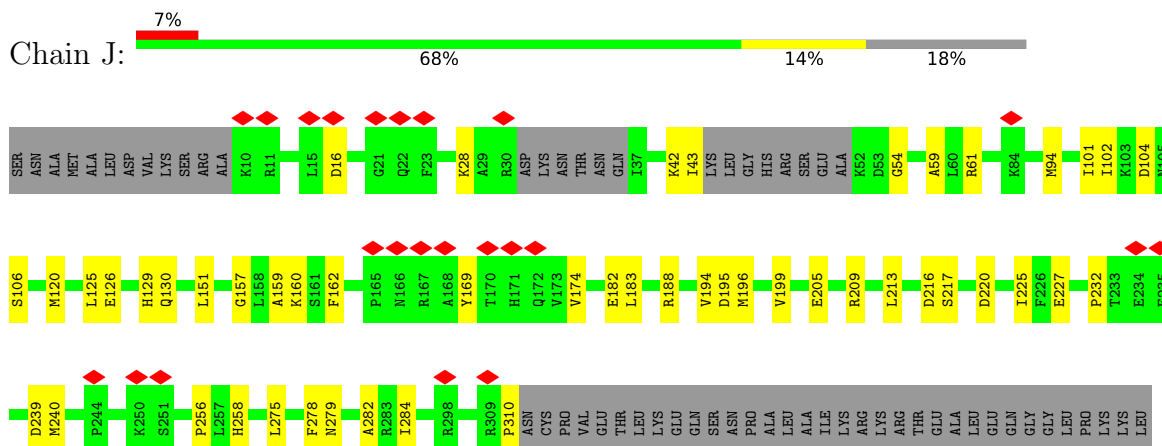 7%
Chain J:
68% 14% 18%
SER ASN ALA MET ALA LEU ASP VAL LYS SER ARG ALA K10 R11 L15 D16 G21 Q22 F23 K28 A29 R30 ASP LYS ASN THR ASN GLN I37 K42 I43 LYS LEU GLY HIS ARG SER GLU ALA K52 D53 G54 A59 L60 R61 K84 M94 I101 I102 K103 D104 N105
S106 M120 L125 E126 H129 Q130 L151 G157 L158 A159 K160 S161 F162 P165 N166 R167 A168 Y169 T170 H171 Q172 V173 V174 E182 L183 R188 V194 D195 M196 V199 E205 R209 L213 D216 S217 D220 I225 F226 E227 P232 T233 E234 P235
D239 M240 P244 K250 S251 P256 L257 H258 L275 F278 N279 A282 R283 I284 R298 R309 P310 ASN CYS PRO VAL GLU THR LEU LYS GLU GLN SER ASN PRO ALA LEU ALA ILE LYS ARG LYS ARG THR GLU ALA LEU GLU GLN GLY GLY LEU PRO LYS LYS LEU